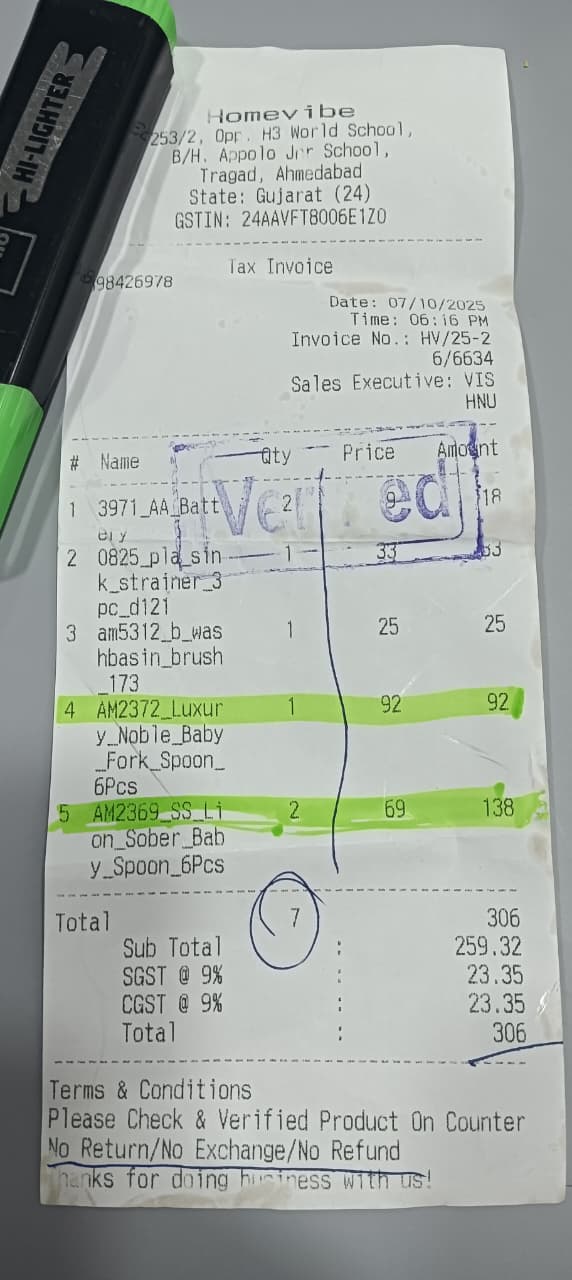 HI-LIGHTER
Homevibe
253/2, Opp. H3 World School,
B/H. Appolo Jnr School,
Tragad, Ahmedabad
State: Gujarat (24)
GSTIN: 24AAVFT8006E1Z0
Tax Invoice
98426978
Date: 07/10/2025
Time: 06:16 PM
Invoice No.: HV/25-2
6/6634
Sales Executive: VIS
HNU
# Name Qty Price Amount
1 3971_AA_Batt 2 9 18
ery
2 0825_pla_sin 1 33 33
k_strainer_3
pc_d121
3 am5312_b_was 1 25 25
hbasin_brush
_173
4 AM2372_Luxur 1 92 92
y_Noble_Baby
_Fork_Spoon_
6Pcs
5 AM2369_SS_Li 2 69 138
on_Sober_Bab
y_Spoon_6Pcs
Total 7 306
Sub Total : 259.32
SGST @ 9% : 23.35
CGST @ 9% : 23.35
Total : 306
Terms & Conditions
Please Check & Verified Product On Counter
No Return/No Exchange/No Refund
Thanks for doing business with us!